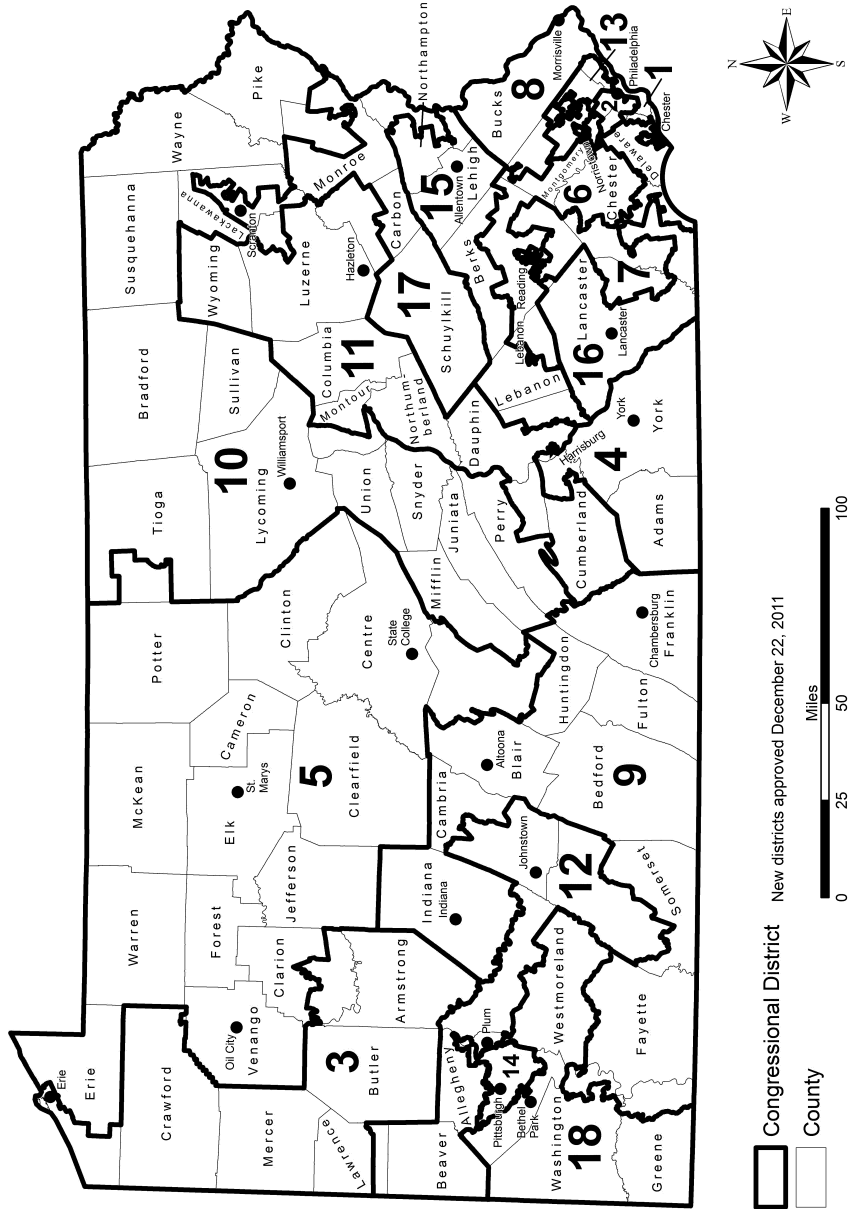 Erie
Erie
Crawford
Mercer
Lawrence
Warren
Forest
Oil City
Venango
Clarion
3
Butler
Armstrong
Beaver
Allegheny
Plum
Pittsburgh
14
Bethel
Park
Washington
18
Greene
Westmoreland
Fayette
McKean
Elk
St.
Marys
Cameron
Potter
Clinton
5
Jefferson
Clearfield
Centre
State
College
Indiana
Indiana
Cambria
Johnstown
12
Somerset
Altoona
Blair
Bedford
9
Huntingdon
Fulton
Chambersburg
Franklin
Tioga
Bradford
10
Lycoming
Williamsport
Sullivan
Union
Snyder
Mifflin
Juniata
Perry
Cumberland
Adams
4
York
York
Harrisburg
Dauphin
Lebanon
Lebanon
Northum-
berland
Montour
Columbia
11
Susquehanna
Wayne
Wyoming
Lackawanna
Scranton
Luzerne
Hazleton
Pike
Monroe
Carbon
17
Schuylkill
Northampton
15
Allentown
Lehigh
Berks
Reading
16
Lancaster
Lancaster
7
Bucks
8
Morrisville
Montgomery
Norristown
6
Chester
Delaware
13
Philadelphia
2
1
Chester
N
E
S
W
Congressional District
County
New districts approved December 22, 2011
0
25
50
100
Miles